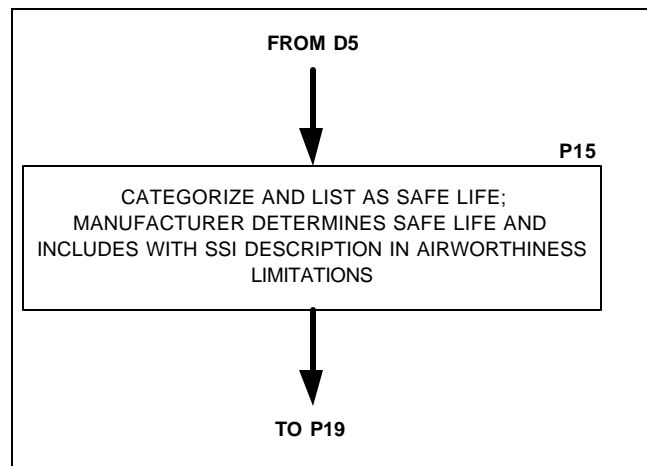 FROM D5
P15
CATEGORIZE AND LIST AS SAFE LIFE;
MANUFACTURER DETERMINES SAFE LIFE AND
INCLUDES WITH SSI DESCRIPTION IN AIRWORTHINESS
LIMITATIONS
TO P19